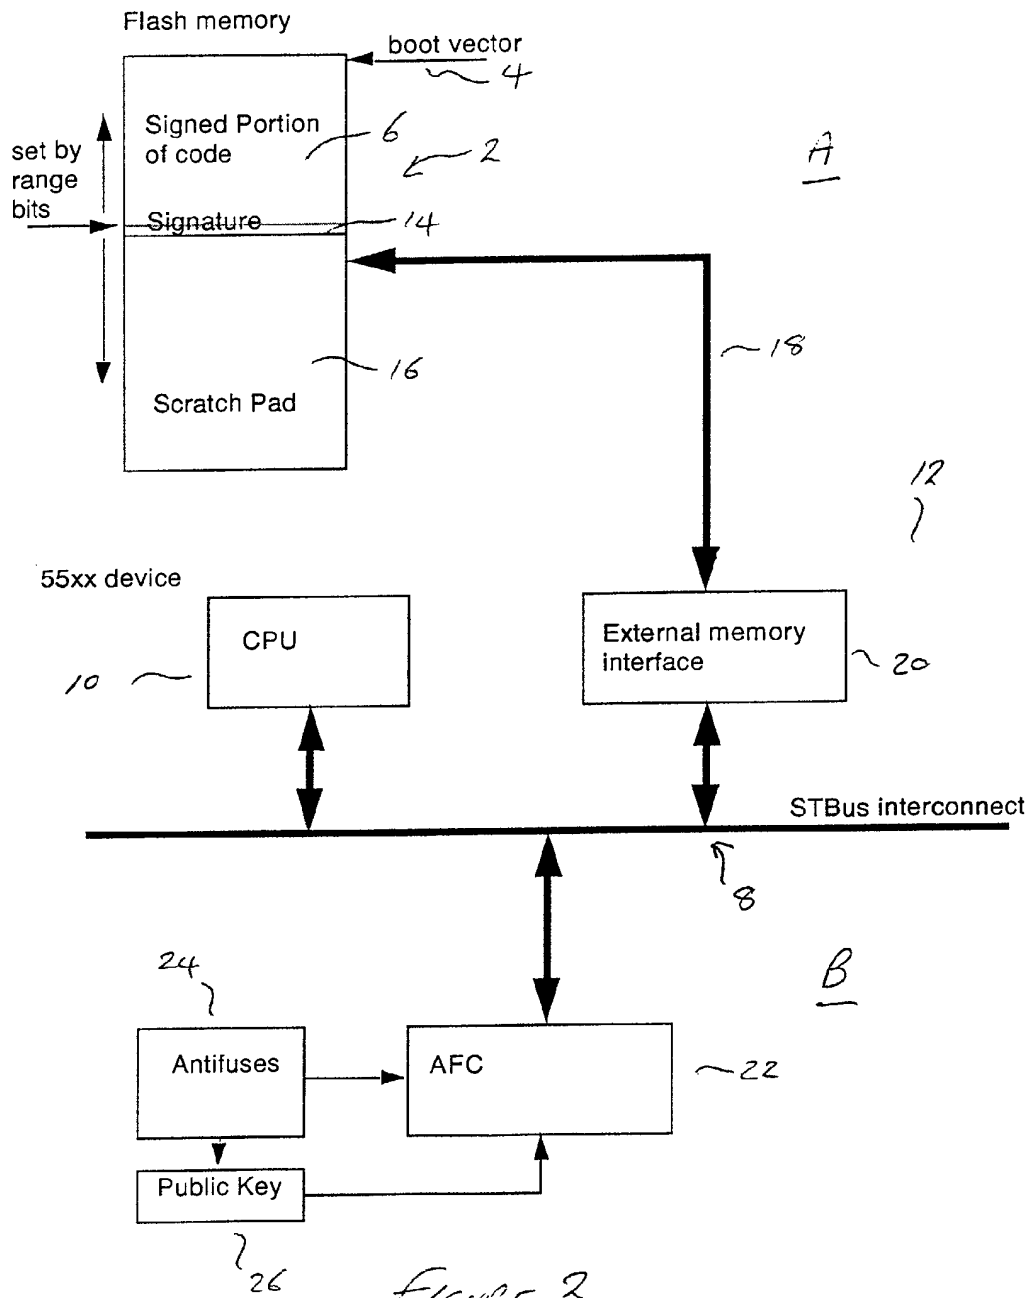 Flash memory
boot vector
4
Signed Portion
of code
6
2
A
set by
range
bits
Signature
14
18
16
Scratch Pad
12
55xx device
CPU
10
External memory
interface
20
STBus interconnect
8
B
24
Antifuses
AFC
22
Public Key
26
Figure 2